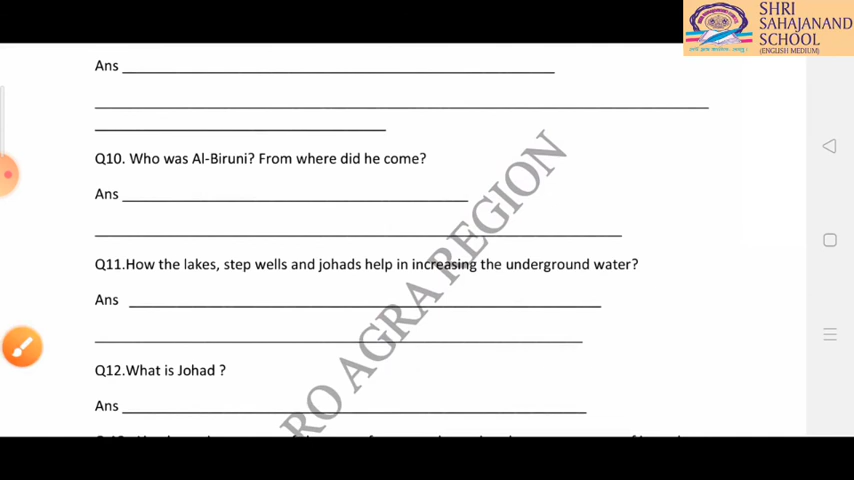 SHRI
SAHAJANAND
SCHOOL
(ENGLISH MEDIUM)
Ans
Q10. Who was Al-Biruni? From where did he come?
Ans
Q11.How the lakes, step wells and johads help in increasing the underground water?
Ans
Q12.What is Johad ?
Ans
RO AGRA REGION